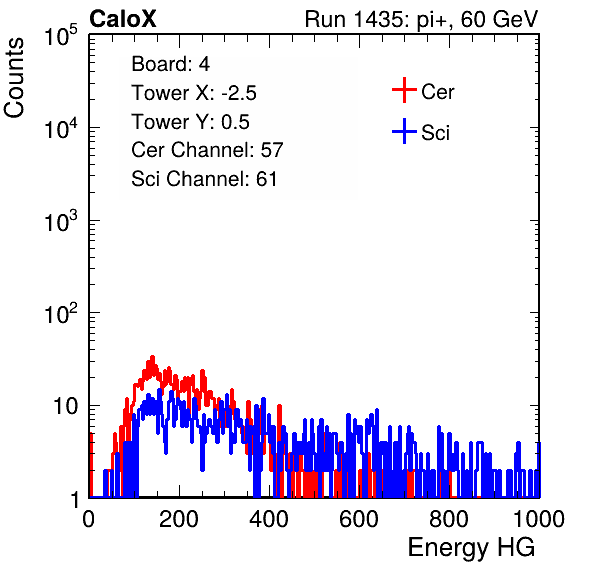 CaloX Run 1435: pi+, 60 GeV
Counts
10^5
10^4
10^3
10^2
10
1
Board: 4
Tower X: -2.5
Tower Y: 0.5
Cer Channel: 57
Sci Channel: 61
Cer
Sci
0 200 400 600 800 1000
Energy HG